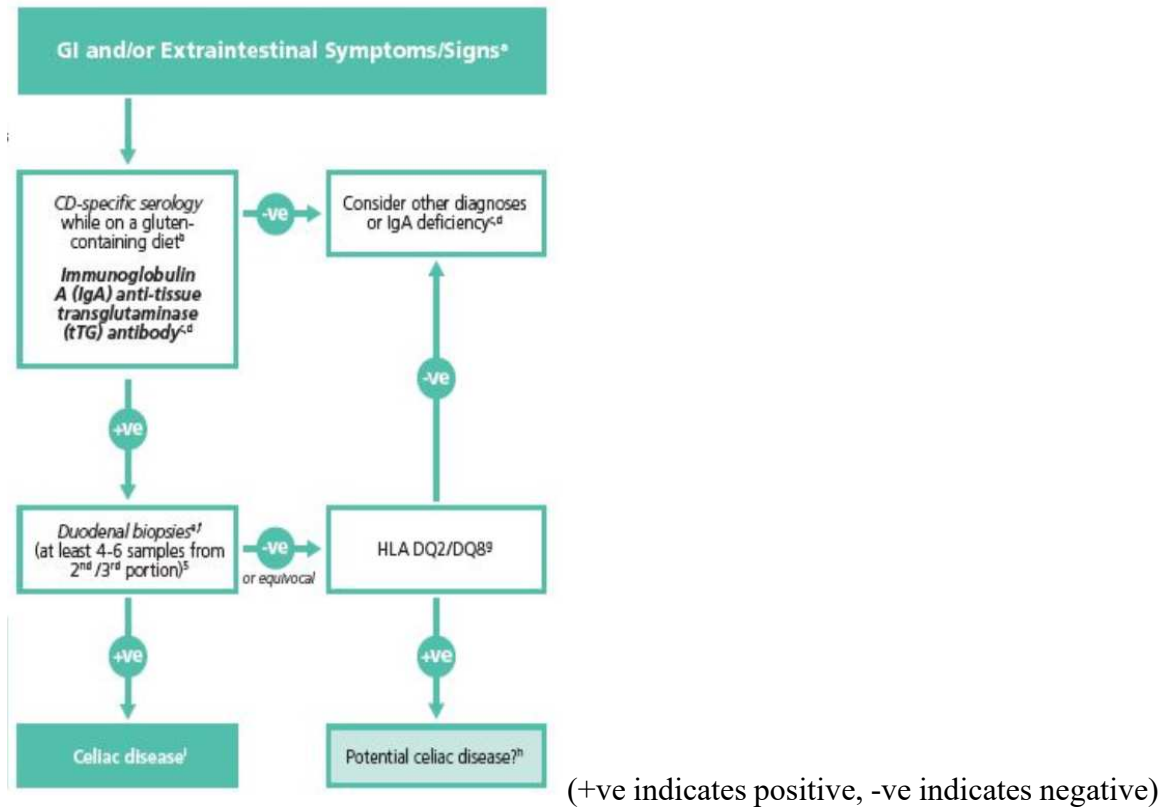 GI and/or Extraintestinal Symptoms/Signsᵃ
CD-specific serology
while on a gluten-
containing dietᵇ
Immunoglobulin
A (IgA) anti-tissue
transglutaminase
(tTG) antibodyᶜ,ᵈ
-ve
Consider other diagnoses
or IgA deficiencyᶜ,ᵈ
-ve
+ve
Duodenal biopsiesᵉ,ᶠ
(at least 4-6 samples from
2ⁿᵈ/3ʳᵈ portion)⁵
-ve
or equivocal
HLA DQ2/DQ8ᵍ
+ve
+ve
Celiac diseaseⁱ
Potential celiac disease?ʰ
(+ve indicates positive, -ve indicates negative)